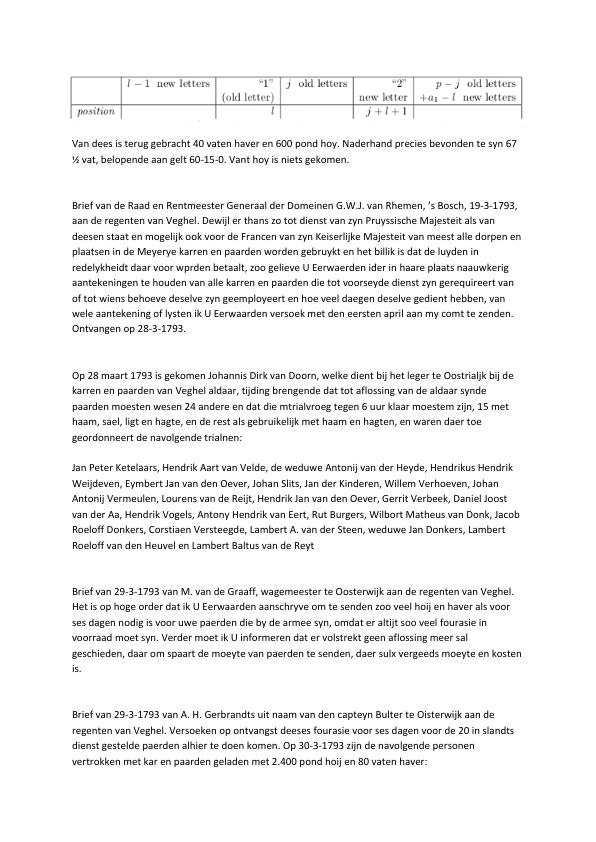 l − 1 new letters “1” j old letters “2” p − j old letters
(old letter) new letter +a₁ − l new letters
position l j + l + 1
Van dees is terug gebracht 40 vaten haver en 600 pond hoy. Naderhand precies bevonden te syn 67
½ vat, belopende aan gelt 60-15-0. Vant hoy is niets gekomen.
Brief van de Raad en Rentmeester Generaal der Domeinen G.W.J. van Rhemen, ’s Bosch, 19-3-1793,
aan de regenten van Veghel. Dewijl er thans zo tot dienst van zyn Pruyssische Majesteit als van
deesen staat en mogelijk ook voor de Francen van zyn Keiserlijke Majesteit van meest alle dorpen en
plaatsen in de Meyerye karren en paarden worden gebruykt en het billik is dat de luyden in
redelykheidt daar voor wprden betaalt, zoo gelieve U Eerwaerden ider in haare plaats naauwkerig
aantekeningen te houden van alle karren en paarden die tot voorseyde dienst zyn gerequireert van
of tot wiens behoeve deselve zyn geemployeert en hoe veel daegen deselve gedient hebben, van
wele aantekening of lysten ik U Eerwaarden versoek met den eersten april aan my comt te zenden.
Ontvangen op 28-3-1793.
Op 28 maart 1793 is gekomen Johannis Dirk van Doorn, welke dient bij het leger te Oostrialjk bij de
karren en paarden van Veghel aldaar, tijding brengende dat tot aflossing van de aldaar synde
paarden moesten wesen 24 andere en dat die mtrialvroeg tegen 6 uur klaar moestem zijn, 15 met
haam, sael, ligt en hagte, en de rest als gebruikelijk met haam en hagten, en waren daer toe
geordonneert de navolgende trialnen:
Jan Peter Ketelaars, Hendrik Aart van Velde, de weduwe Antonij van der Heyde, Hendrikus Hendrik
Weijdeven, Eymbert Jan van den Oever, Johan Slits, Jan der Kinderen, Willem Verhoeven, Johan
Antonij Vermeulen, Lourens van de Reijt, Hendrik Jan van den Oever, Gerrit Verbeek, Daniel Joost
van der Aa, Hendrik Vogels, Antony Hendrik van Eert, Rut Burgers, Wilbort Matheus van Donk, Jacob
Roeloff Donkers, Corstiaen Versteegde, Lambert A. van der Steen, weduwe Jan Donkers, Lambert
Roeloff van den Heuvel en Lambert Baltus van de Reyt
Brief van 29-3-1793 van M. van de Graaff, wagemeester te Oosterwijk aan de regenten van Veghel.
Het is op hoge order dat ik U Eerwaarden aanschryve om te senden zoo veel hoij en haver als voor
ses dagen nodig is voor uwe paerden die by de armee syn, omdat er altijt soo veel fourasie in
voorraad moet syn. Verder moet ik U informeren dat er volstrekt geen aflossing meer sal
geschieden, daar om spaart de moeyte van paerden te senden, daer sulx vergeeds moeyte en kosten
is.
Brief van 29-3-1793 van A. H. Gerbrandts uit naam van den capteyn Bulter te Oisterwijk aan de
regenten van Veghel. Versoeken op ontvangst deeses fourasie voor ses dagen voor de 20 in slandts
dienst gestelde paerden alhier te doen komen. Op 30-3-1793 zijn de navolgende personen
vertrokken met kar en paarden geladen met 2.400 pond hoij en 80 vaten haver: